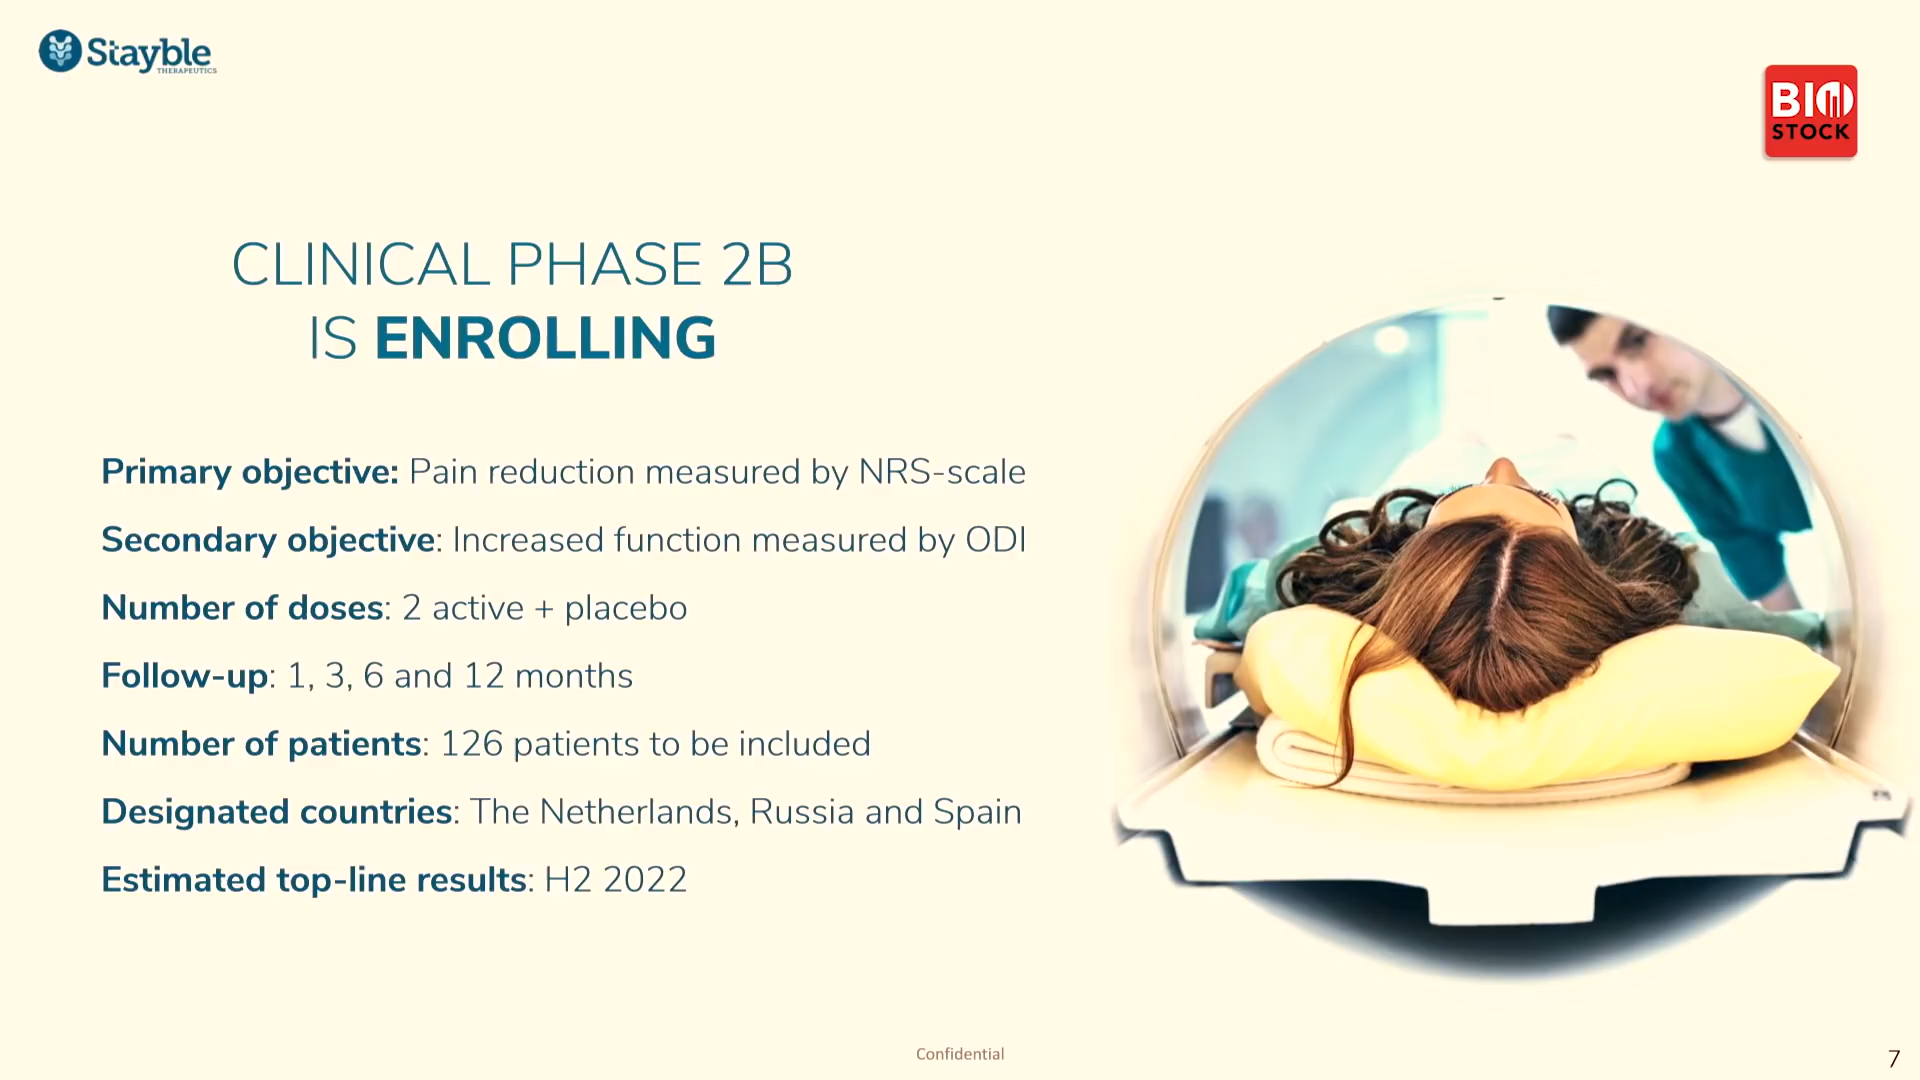 Stayble
THERAPEUTICS
BIO
STOCK
CLINICAL PHASE 2B
IS ENROLLING
Primary objective: Pain reduction measured by NRS-scale
Secondary objective: Increased function measured by ODI
Number of doses: 2 active + placebo
Follow-up: 1, 3, 6 and 12 months
Number of patients: 126 patients to be included
Designated countries: The Netherlands, Russia and Spain
Estimated top-line results: H2 2022
Confidential
7